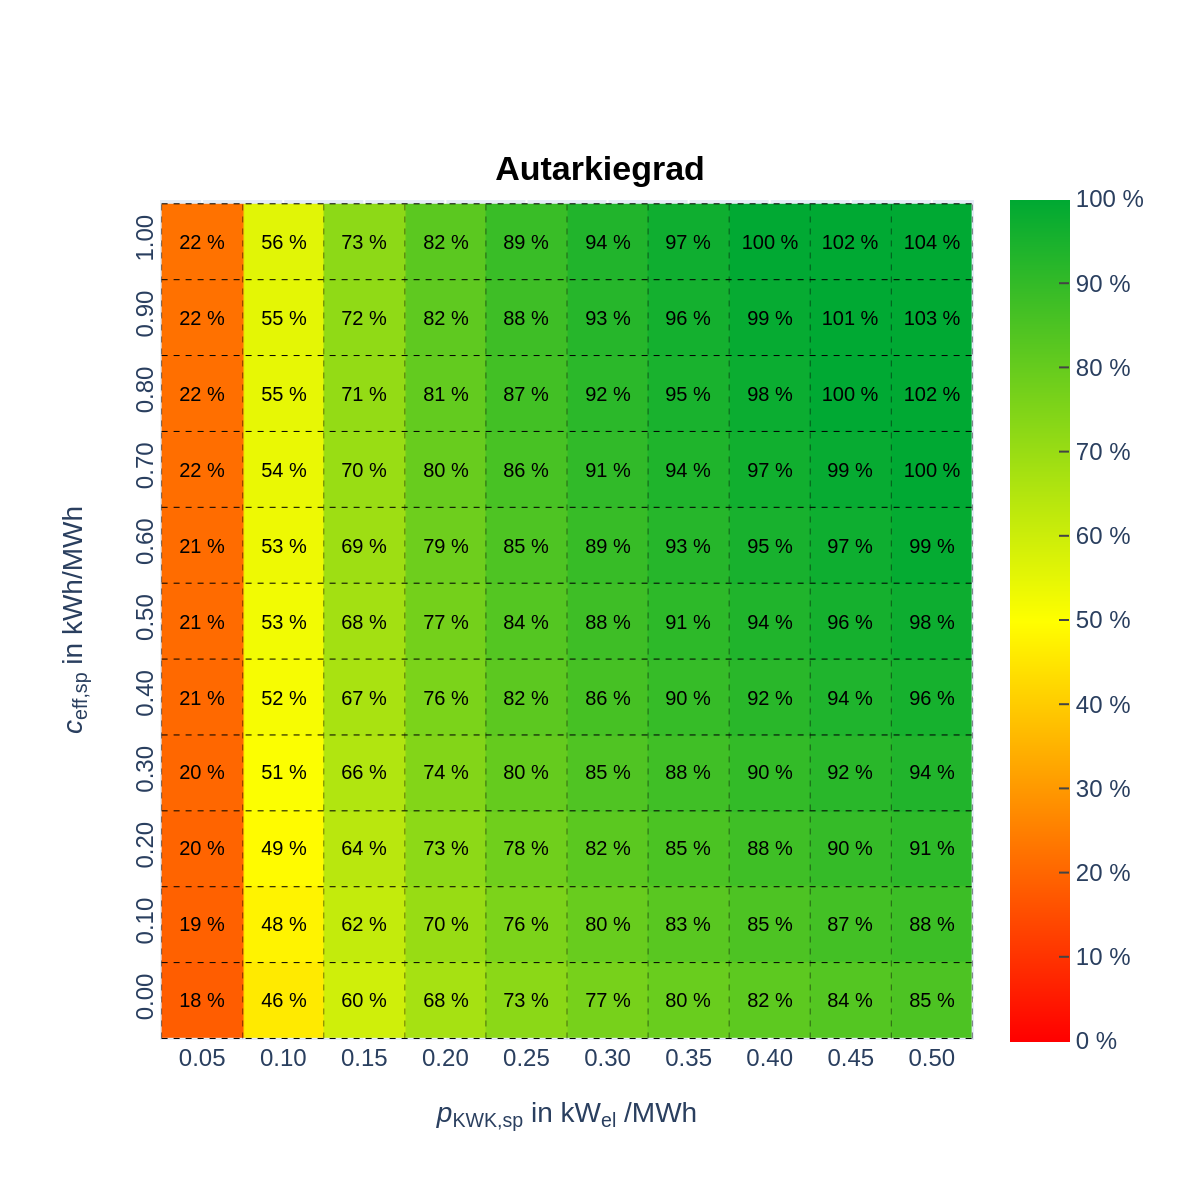 Autarkiegrad
1.00 22 % 56 % 73 % 82 % 89 % 94 % 97 % 100 % 102 % 104 %
0.90 22 % 55 % 72 % 82 % 88 % 93 % 96 % 99 % 101 % 103 %
0.80 22 % 55 % 71 % 81 % 87 % 92 % 95 % 98 % 100 % 102 %
0.70 22 % 54 % 70 % 80 % 86 % 91 % 94 % 97 % 99 % 100 %
0.60 21 % 53 % 69 % 79 % 85 % 89 % 93 % 95 % 97 % 99 %
0.50 21 % 53 % 68 % 77 % 84 % 88 % 91 % 94 % 96 % 98 %
0.40 21 % 52 % 67 % 76 % 82 % 86 % 90 % 92 % 94 % 96 %
0.30 20 % 51 % 66 % 74 % 80 % 85 % 88 % 90 % 92 % 94 %
0.20 20 % 49 % 64 % 73 % 78 % 82 % 85 % 88 % 90 % 91 %
0.10 19 % 48 % 62 % 70 % 76 % 80 % 83 % 85 % 87 % 88 %
0.00 18 % 46 % 60 % 68 % 73 % 77 % 80 % 82 % 84 % 85 %
0.05 0.10 0.15 0.20 0.25 0.30 0.35 0.40 0.45 0.50
c eff,sp in kWh/MWh
p KWK,sp in kW el /MWh
100 %
90 %
80 %
70 %
60 %
50 %
40 %
30 %
20 %
10 %
0 %